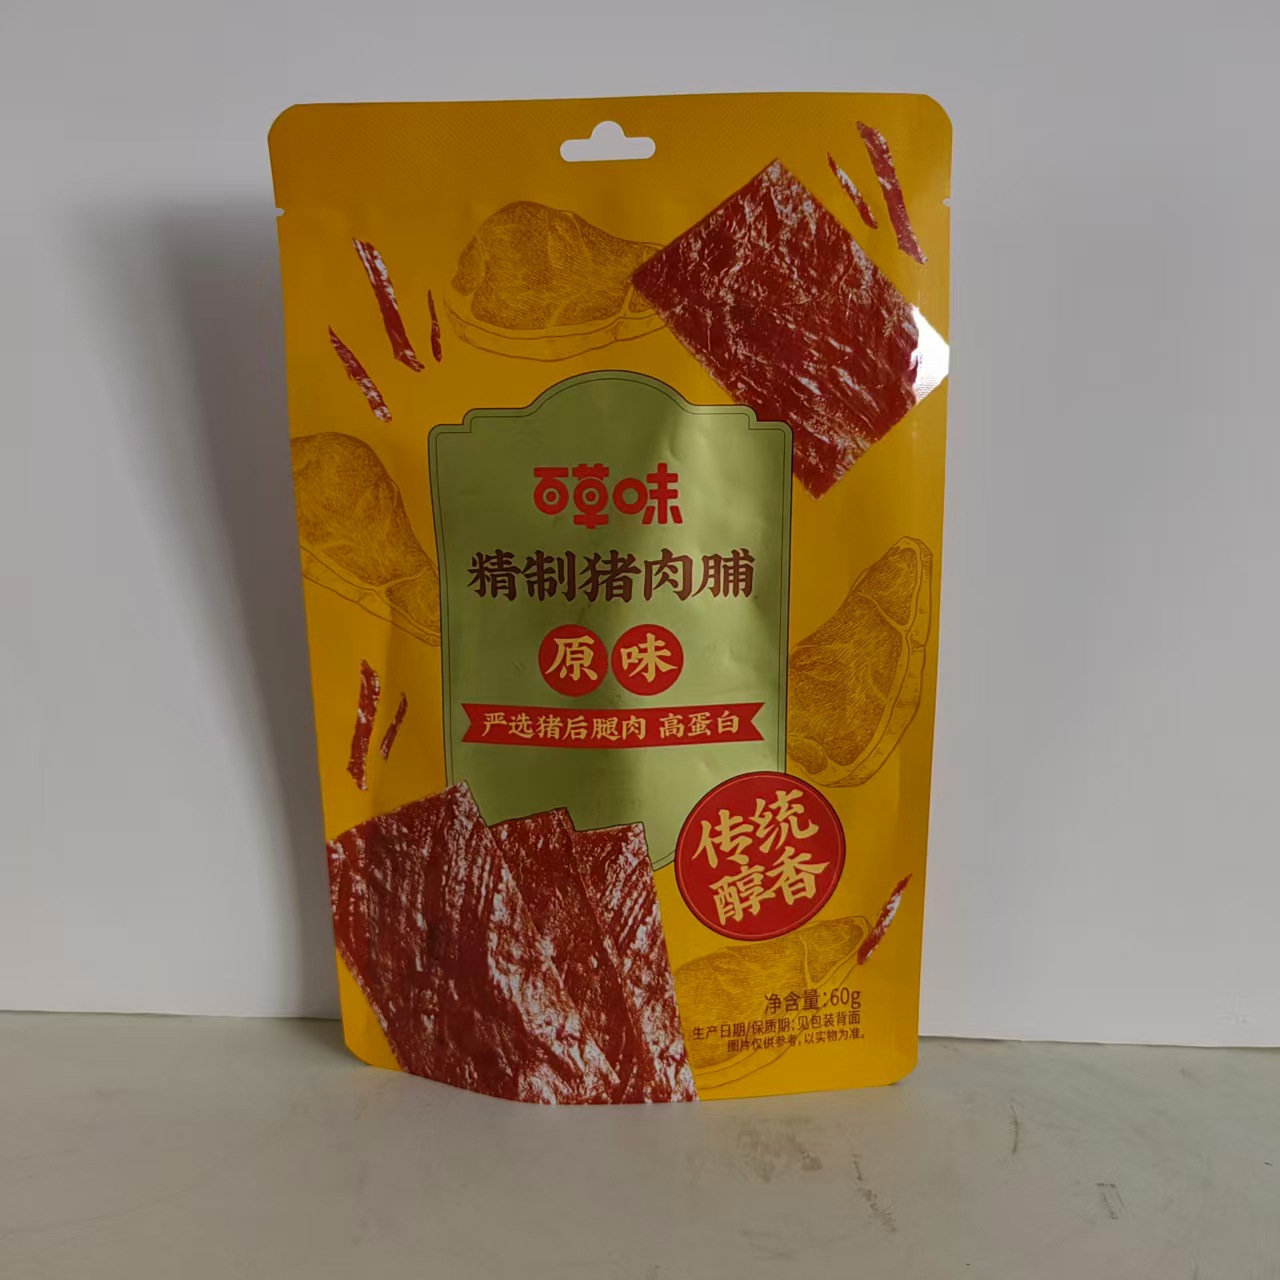 百草味
精制猪肉脯
原味
严选猪后腿肉 高蛋白
传统
醇香
净含量:60g
生产日期/保质期:见包装背面
图片仅供参考,以实物为准。